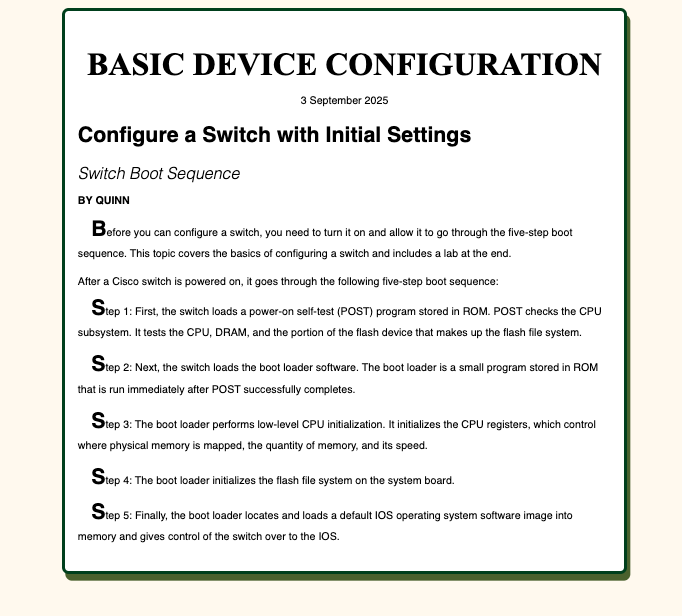 BASIC DEVICE CONFIGURATION
3 September 2025
Configure a Switch with Initial Settings
Switch Boot Sequence
BY QUINN
Before you can configure a switch, you need to turn it on and allow it to go through the five-step boot
sequence. This topic covers the basics of configuring a switch and includes a lab at the end.
After a Cisco switch is powered on, it goes through the following five-step boot sequence:
Step 1: First, the switch loads a power-on self-test (POST) program stored in ROM. POST checks the CPU
subsystem. It tests the CPU, DRAM, and the portion of the flash device that makes up the flash file system.
Step 2: Next, the switch loads the boot loader software. The boot loader is a small program stored in ROM
that is run immediately after POST successfully completes.
Step 3: The boot loader performs low-level CPU initialization. It initializes the CPU registers, which control
where physical memory is mapped, the quantity of memory, and its speed.
Step 4: The boot loader initializes the flash file system on the system board.
Step 5: Finally, the boot loader locates and loads a default IOS operating system software image into
memory and gives control of the switch over to the IOS.